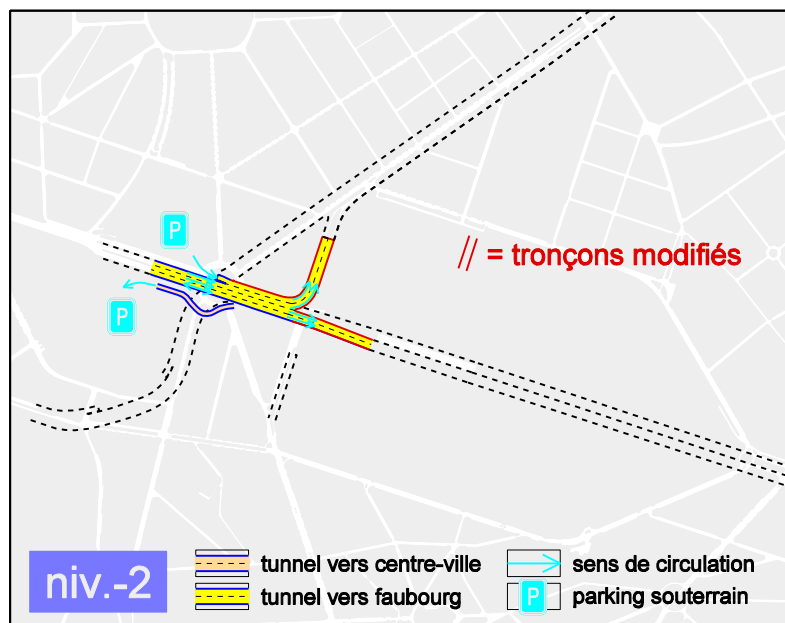 P
// = tronçons modifiés
P
niv.-2
tunnel vers centre-ville
sens de circulation
tunnel vers faubourg
P
parking souterrain